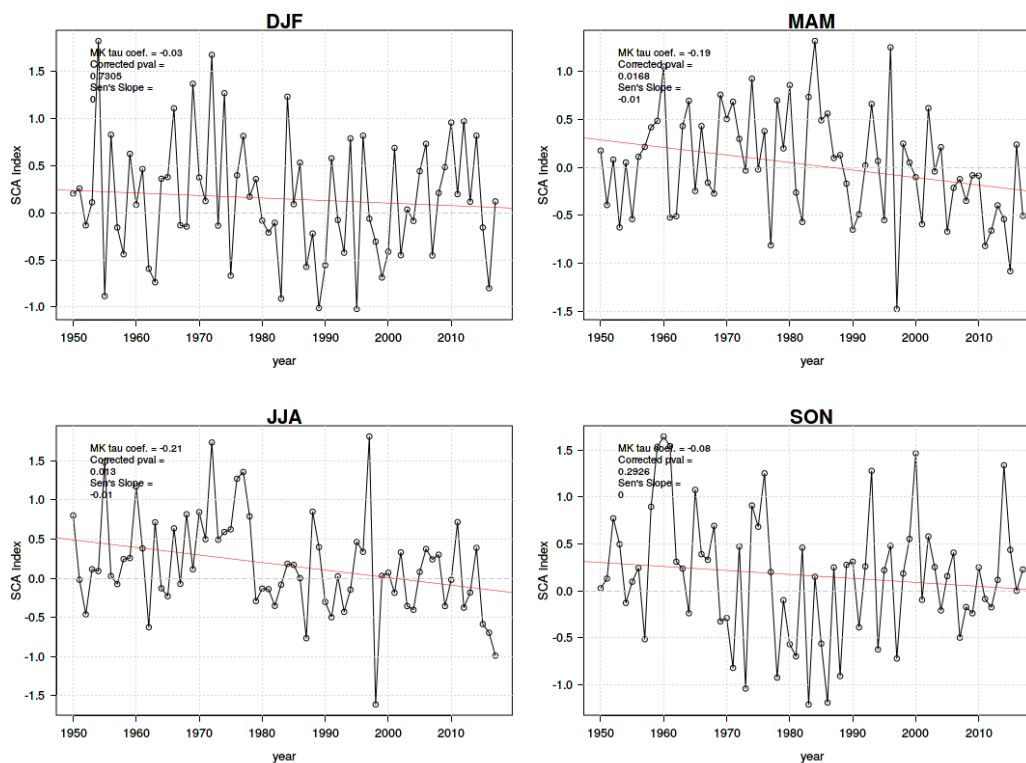 DJF
MK tau coef. = -0.03
Corrected pval =
0.7305
Sen's Slope =
0
SCA Index
1.5
1.0
0.5
0.0
-0.5
-1.0
1950 1960 1970 1980 1990 2000 2010
year
MAM
MK tau coef. = -0.19
Corrected pval =
0.0168
Sen's Slope =
-0.01
SCA Index
1.0
0.5
0.0
-0.5
-1.0
-1.5
1950 1960 1970 1980 1990 2000 2010
year
JJA
MK tau coef. = -0.21
Corrected pval =
0.013
Sen's Slope =
-0.01
SCA Index
1.5
1.0
0.5
0.0
-0.5
-1.0
-1.5
1950 1960 1970 1980 1990 2000 2010
year
SON
MK tau coef. = -0.08
Corrected pval =
0.2926
Sen's Slope =
0
SCA Index
1.5
1.0
0.5
0.0
-0.5
-1.0
1950 1960 1970 1980 1990 2000 2010
year